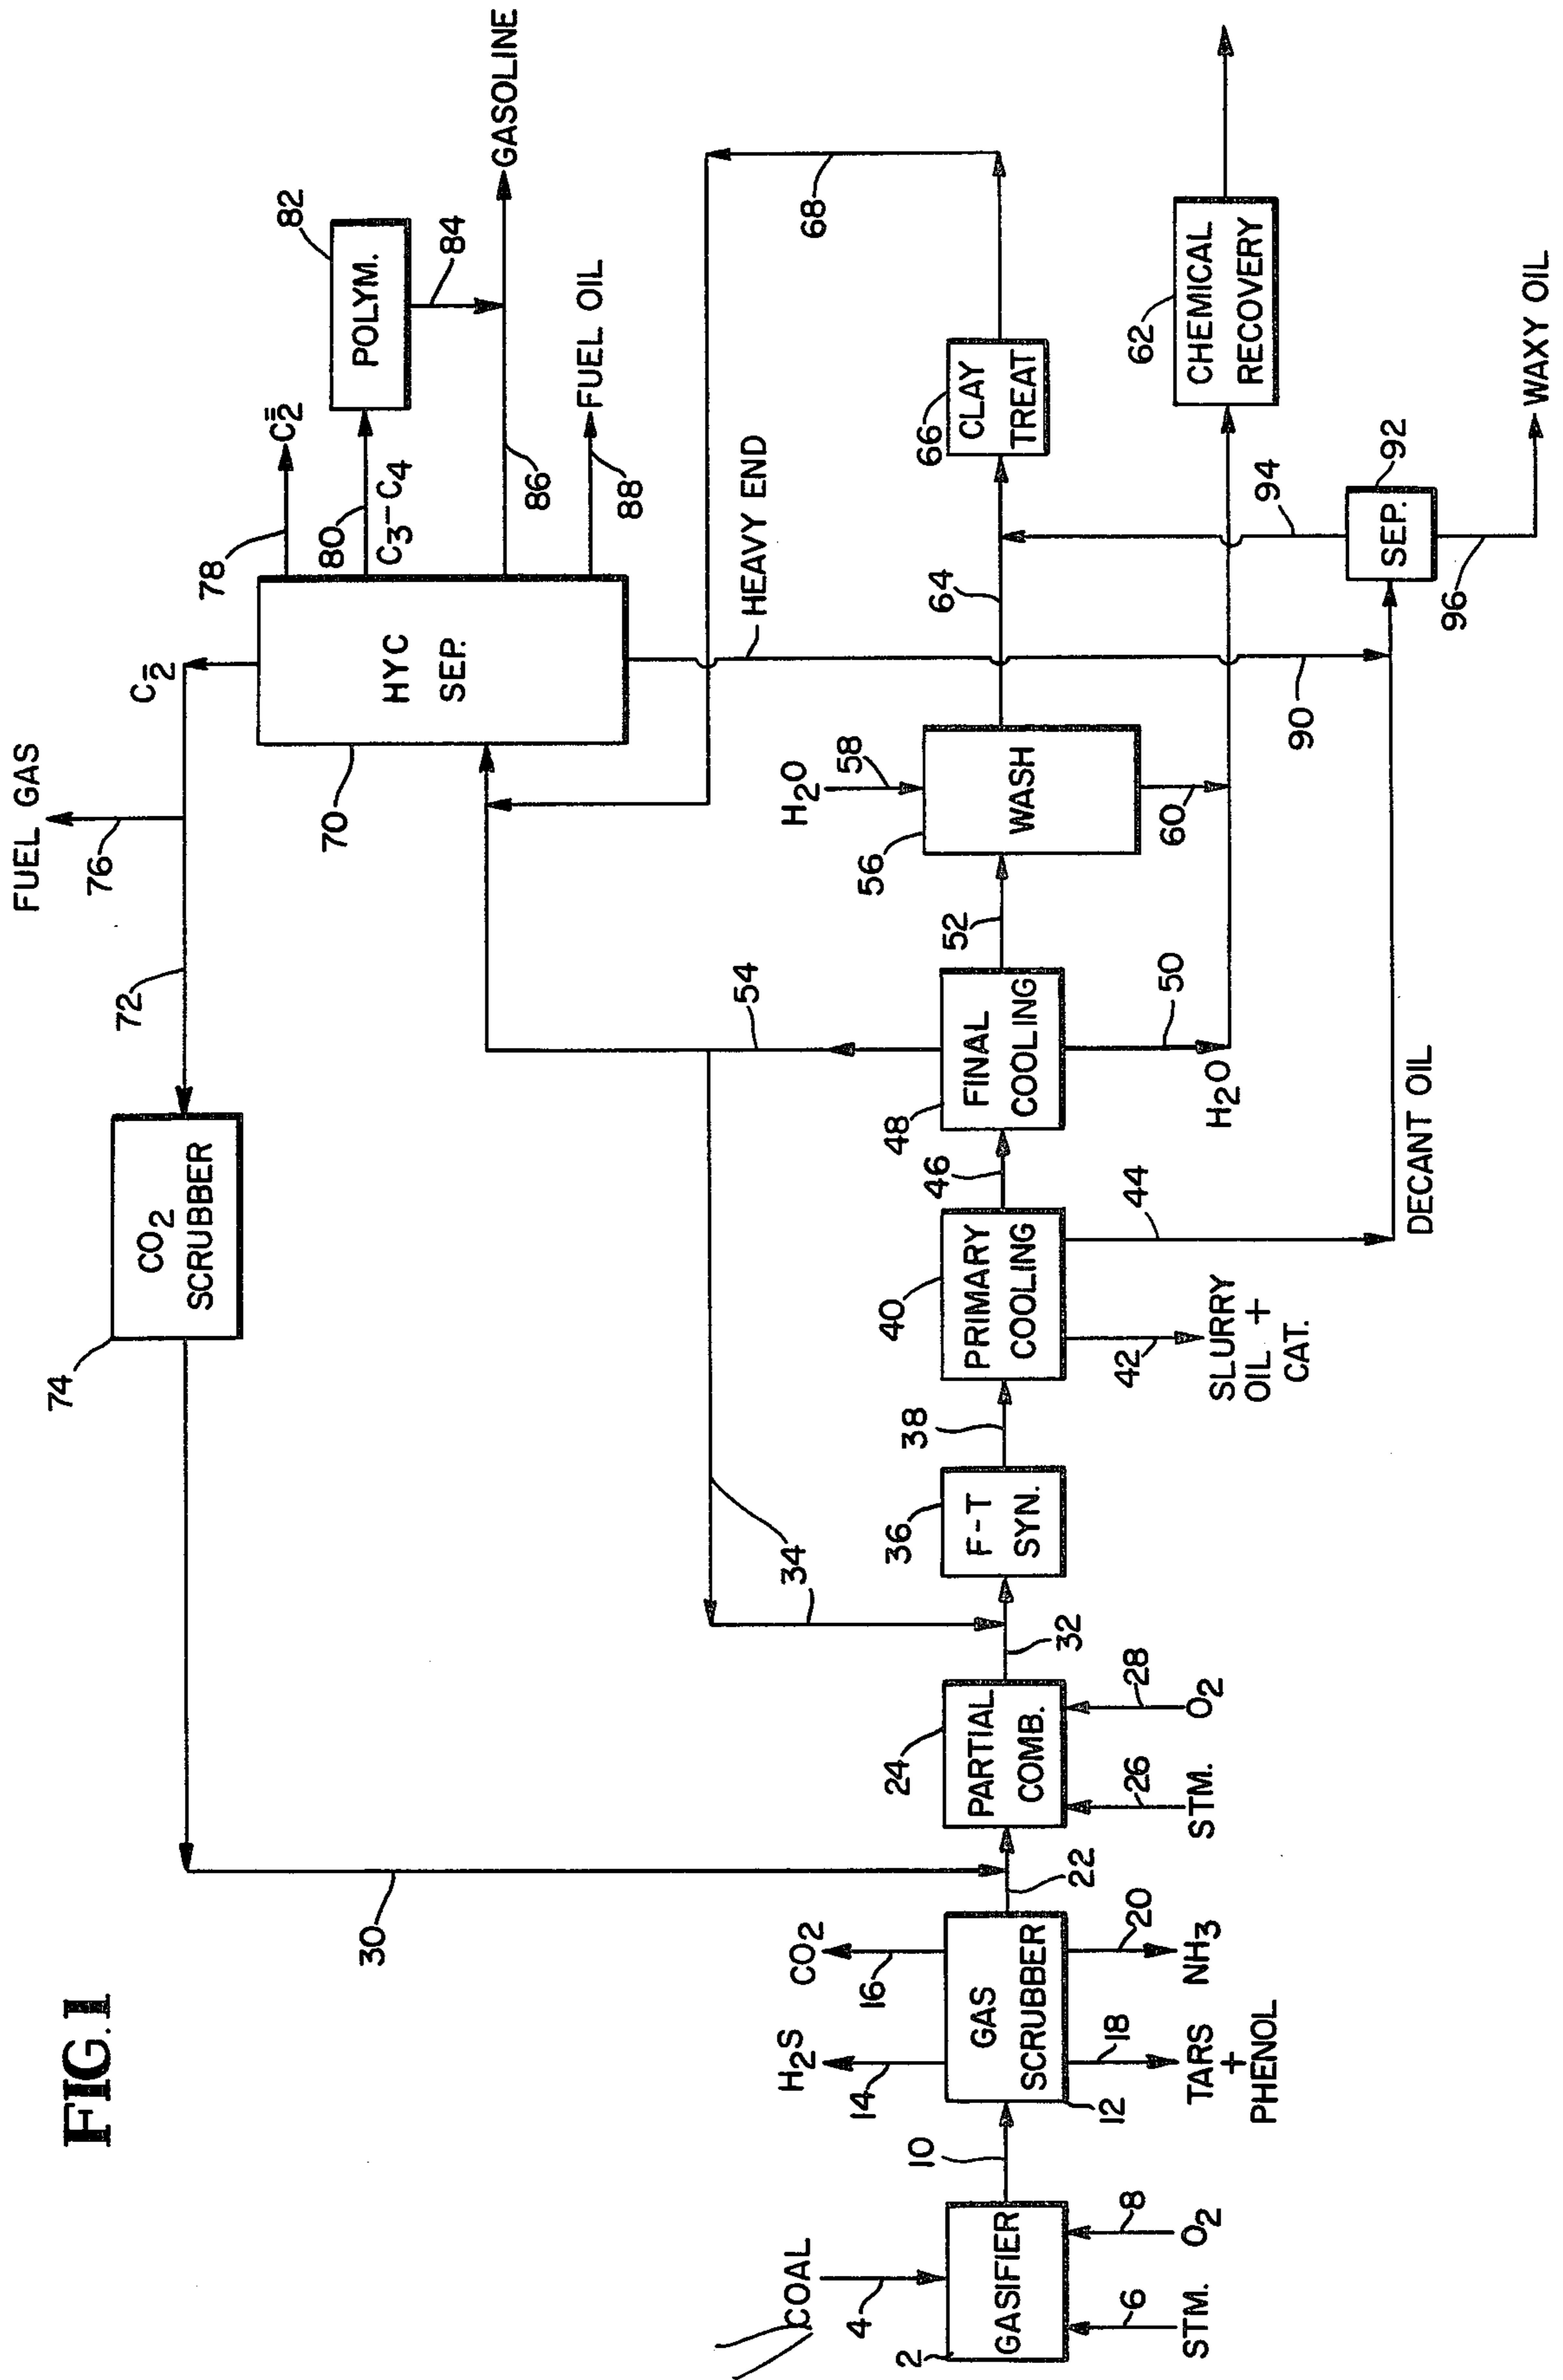 FIG.1
FUEL GAS
76
72
C2̄
CO2
SCRUBBER
74
30
70
HYC
SEP.
78
C2̿
80
C3-C4
82
POLYM.
84
86
GASOLINE
88
FUEL OIL
HEAVY END
68
54
34
34
COAL
4
2
GASIFIER
6
STM.
8
O2
10
H2S
14
CO2
16
GAS
SCRUBBER
12
18
TARS
+
PHENOL
20
NH3
22
24
PARTIAL
COMB.
26
STM.
28
O2
32
36
F-T
SYN.
38
40
PRIMARY
COOLING
42
SLURRY
OIL +
CAT.
44
DECANT OIL
46
48
FINAL
COOLING
50
H2O
52
H2O
58
56
WASH
60
64
66
CLAY
TREAT
62
CHEMICAL
RECOVERY
90
92
SEP.
94
96
WAXY OIL